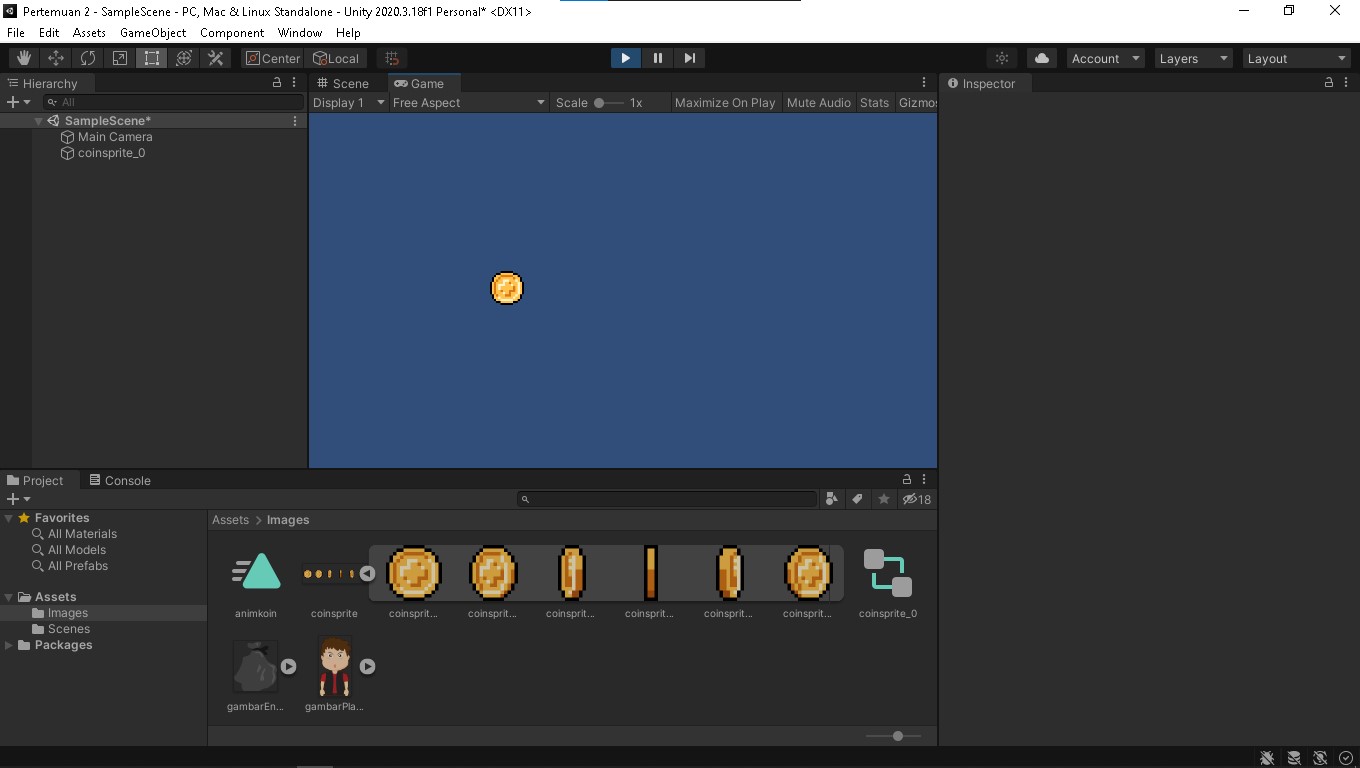 Pertemuan 2 - SampleScene - PC, Mac & Linux Standalone - Unity 2020.3.18f1 Personal* <DX11>
File Edit Assets GameObject Component Window Help
Center Local Account Layers Layout
Hierarchy
All
SampleScene*
Main Camera
coinsprite_0
Scene Game
Display 1 Free Aspect Scale 1x Maximize On Play Mute Audio Stats Gizmos
Inspector
Project Console
18
Favorites
All Materials
All Models
All Prefabs
Assets
Images
Scenes
Packages
Assets > Images
animkoin coinsprite coinsprit... coinsprit... coinsprit... coinsprit... coinsprit... coinsprit... coinsprite_0
gambarEn... gambarPla...